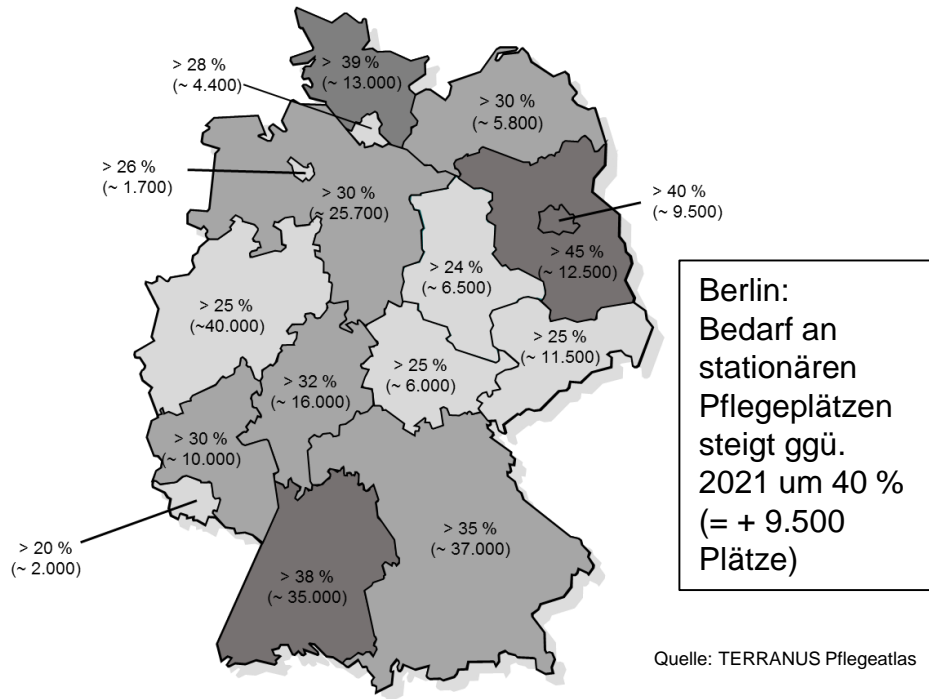 > 28 %
(~ 4.400)
> 39 %
(~ 13.000)
> 30 %
(~ 5.800)
> 26 %
(~ 1.700)
> 30 %
(~ 25.700)
> 40 %
(~ 9.500)
> 45 %
(~ 12.500)
> 24 %
(~ 6.500)
> 25 %
(~40.000)
> 25 %
(~ 11.500)
> 25 %
(~ 6.000)
> 32 %
(~ 16.000)
> 30 %
(~ 10.000)
> 20 %
(~ 2.000)
> 35 %
(~ 37.000)
> 38 %
(~ 35.000)
Berlin:
Bedarf an
stationären
Pflegeplätzen
steigt ggü.
2021 um 40 %
(= + 9.500
Plätze)
Quelle: TERRANUS Pflegeatlas